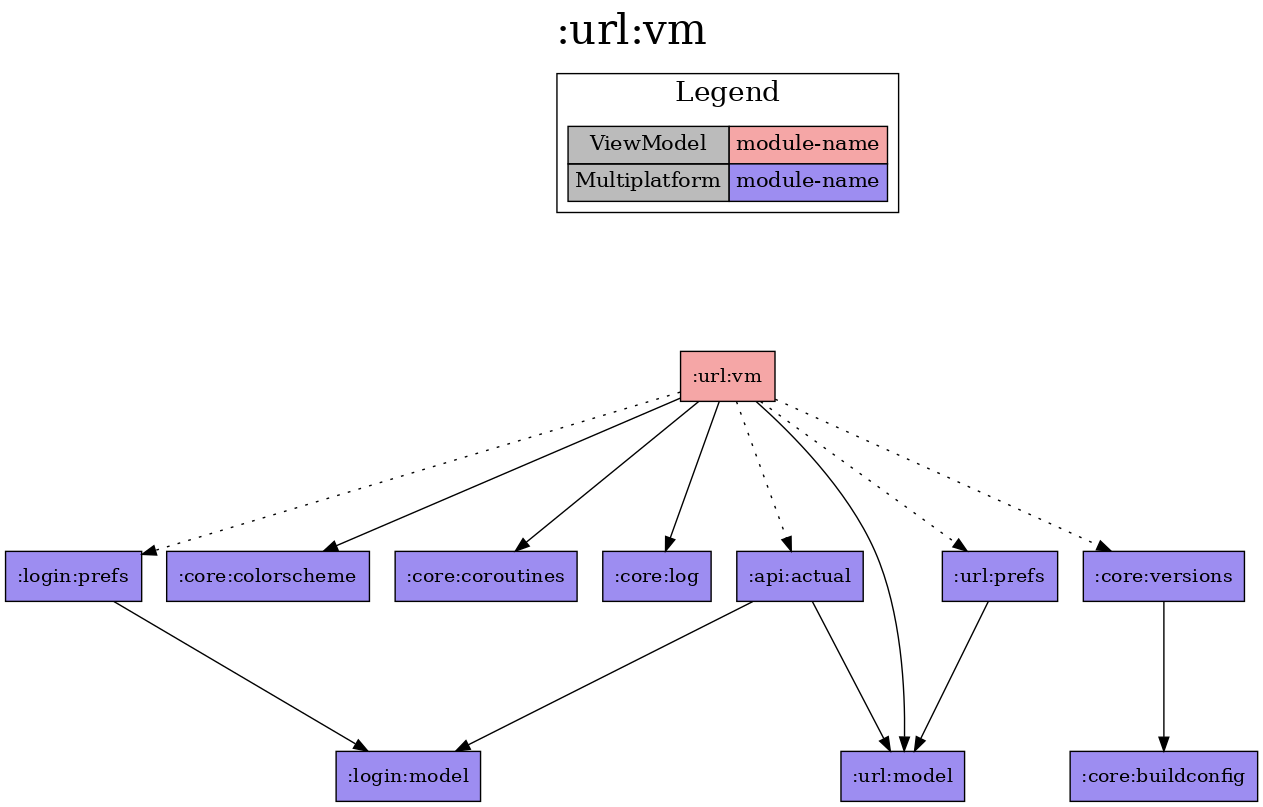 :url:vm
Legend
ViewModel module-name
Multiplatform module-name
:url:vm
:login:prefs :core:colorscheme :core:coroutines :core:log :api:actual :url:prefs :core:versions
:login:model :url:model :core:buildconfig